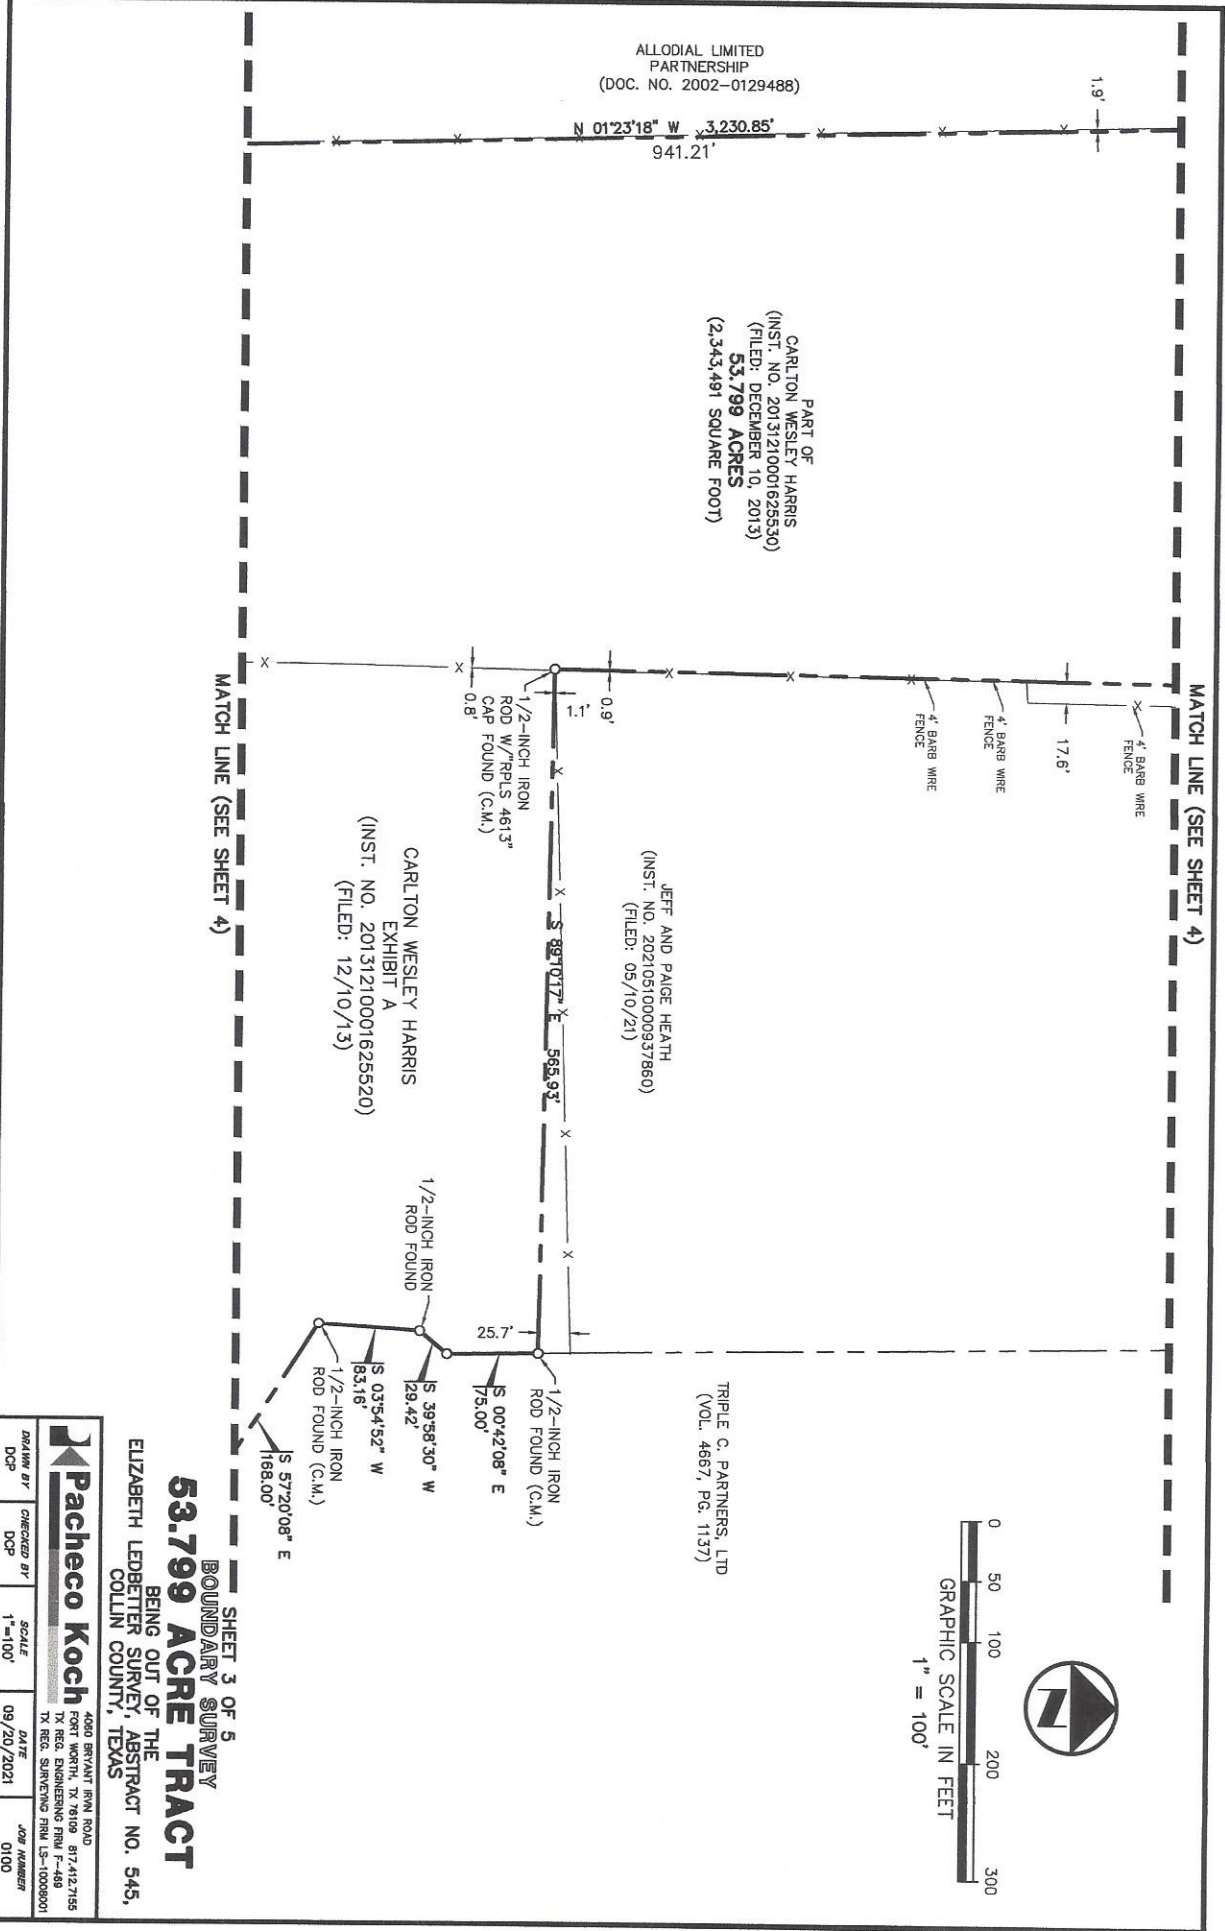 ALLODIAL LIMITED
PARTNERSHIP
(DOC. NO. 2002-0129488)
1.9'
N 01°23'18" W 3,230.85'
941.21'
PART OF
CARLTON WESLEY HARRIS
(INST. NO. 20131210001625530)
(FILED: DECEMBER 10, 2013)
53.799 ACRES
(2,343,491 SQUARE FOOT)
MATCH LINE (SEE SHEET 4)
4' BARB WIRE
FENCE
17.6'
4' BARB WIRE
FENCE
4' BARB WIRE
FENCE
0.9'
1.1'
0.8'
1/2-INCH IRON
ROD W/"RPLS 4613"
CAP FOUND (C.M.)
JEFF AND PAIGE HEATH
(INST. NO. 20210510000937860)
(FILED: 05/10/21)
S 89°10'17" E 565.93'
CARLTON WESLEY HARRIS
EXHIBIT A
(INST. NO. 20131210001625520)
(FILED: 12/10/13)
MATCH LINE (SEE SHEET 4)
1/2-INCH IRON
ROD FOUND
25.7'
1/2-INCH IRON
ROD FOUND (C.M.)
S 00°42'08" E
75.00'
S 39°58'30" W
29.42'
S 03°54'52" W
83.16'
1/2-INCH IRON
ROD FOUND (C.M.)
S 57°20'08" E
168.00'
TRIPLE C. PARTNERS, LTD
(VOL. 4667, PG. 1137)
N
0 50 100 200 300
GRAPHIC SCALE IN FEET
1" = 100'
SHEET 3 OF 5
BOUNDARY SURVEY
53.799 ACRE TRACT
BEING OUT OF THE
ELIZABETH LEDBETTER SURVEY, ABSTRACT NO. 545,
COLLIN COUNTY, TEXAS
Pacheco Koch
4060 BRYANT IRVIN ROAD
FORT WORTH, TX 76109 817.412.7155
TX REG. ENGINEERING FIRM F-469
TX REG. SURVEYING FIRM LS-10008001
DRAWN BY CHECKED BY SCALE DATE JOB NUMBER
DCP DCP 1"=100' 09/20/2021 0100